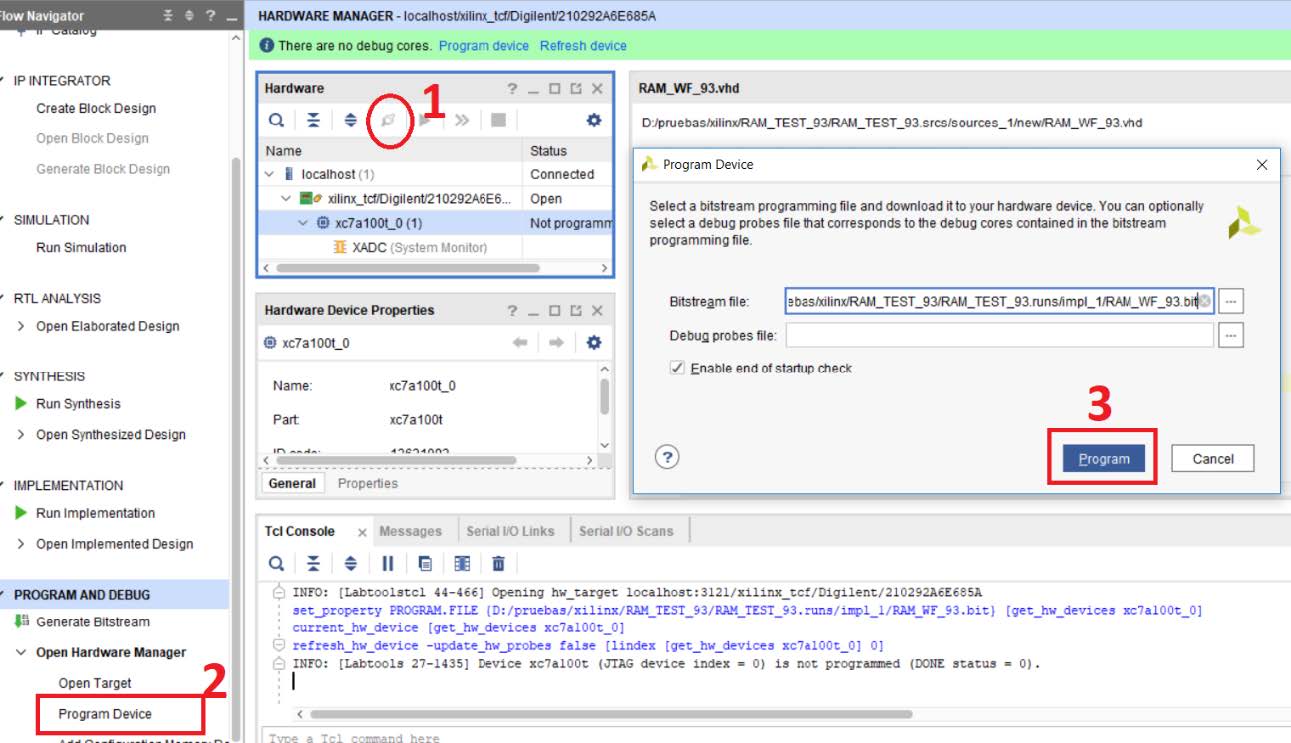 Flow Navigator
IP Catalog
IP INTEGRATOR
Create Block Design
Open Block Design
Generate Block Design
SIMULATION
Run Simulation
RTL ANALYSIS
Open Elaborated Design
SYNTHESIS
Run Synthesis
Open Synthesized Design
IMPLEMENTATION
Run Implementation
Open Implemented Design
PROGRAM AND DEBUG
Generate Bitstream
Open Hardware Manager
Open Target
2
Program Device
Add Configuration Memory De
HARDWARE MANAGER - localhost/xilinx_tcf/Digilent/210292A6E685A
There are no debug cores. Program device Refresh device
Hardware
1
Name Status
localhost (1) Connected
xilinx_tcf/Digilent/210292A6E6... Open
xc7a100t_0 (1) Not programm
XADC (System Monitor)
Hardware Device Properties
xc7a100t_0
Name: xc7a100t_0
Part: xc7a100t
ID code:
General Properties
RAM_WF_93.vhd
D:/pruebas/xilinx/RAM_TEST_93/RAM_TEST_93.srcs/sources_1/new/RAM_WF_93.vhd
Program Device
Select a bitstream programming file and download it to your hardware device. You can optionally
select a debug probes file that corresponds to the debug cores contained in the bitstream
programming file.
Bitstream file: ebas/xilinx/RAM_TEST_93/RAM_TEST_93.runs/impl_1/RAM_WF_93.bit ...
Debug probes file: ...
Enable end of startup check
3
? Program Cancel
Tcl Console Messages Serial I/O Links Serial I/O Scans
INFO: [Labtoolstcl 44-466] Opening hw_target localhost:3121/xilinx_tcf/Digilent/210292A6E685A
set_property PROGRAM.FILE {D:/pruebas/xilinx/RAM_TEST_93/RAM_TEST_93.runs/impl_1/RAM_WF_93.bit} [get_hw_devices xc7a100t_0]
current_hw_device [get_hw_devices xc7a100t_0]
refresh_hw_device -update_hw_probes false [lindex [get_hw_devices xc7a100t_0] 0]
INFO: [Labtools 27-1435] Device xc7a100t (JTAG device index = 0) is not programmed (DONE status = 0).
Type a Tcl command here